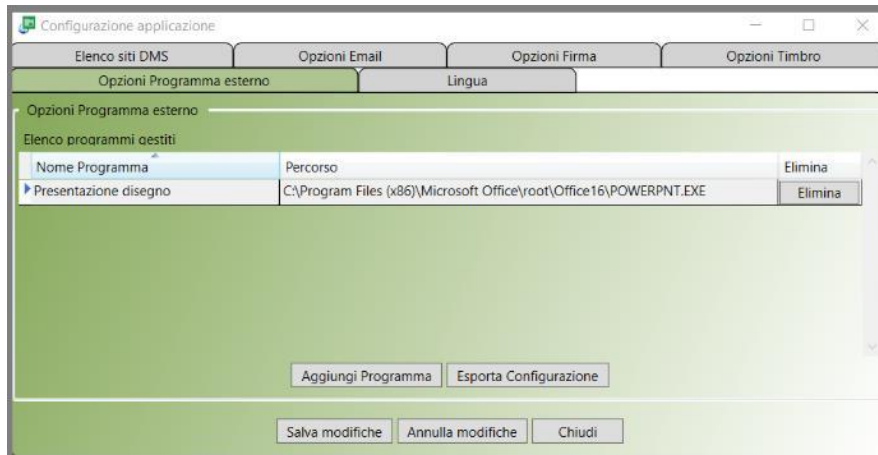 Configurazione applicazione
Elenco siti DMS Opzioni Email Opzioni Firma Opzioni Timbro
Opzioni Programma esterno Lingua
Opzioni Programma esterno
Elenco programmi gestiti
Nome Programma Percorso Elimina
Presentazione disegno C:\Program Files (x86)\Microsoft Office\root\Office16\POWERPNT.EXE Elimina
Aggiungi Programma Esporta Configurazione
Salva modifiche Annulla modifiche Chiudi